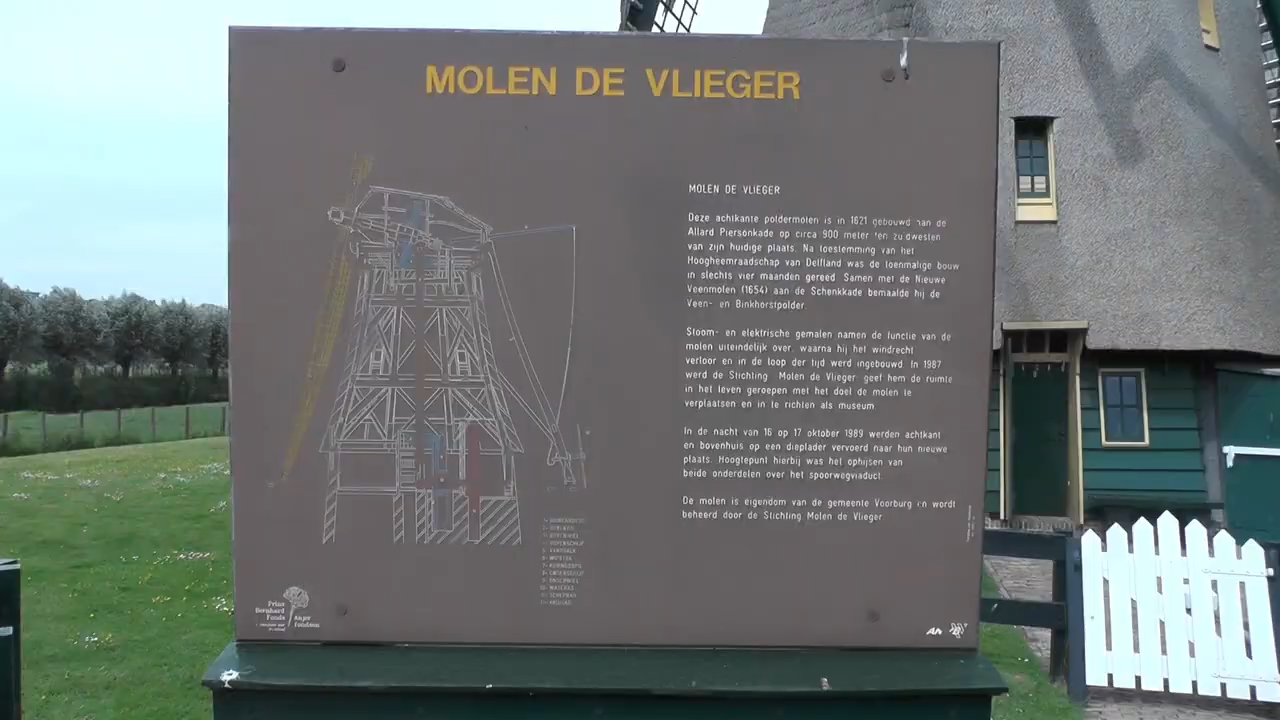 MOLEN DE VLIEGER
MOLEN DE VLIEGER
Deze achtkante poldermolen is in 1621 gebouwd aan de
Allard Piersonkade op circa 900 meter ten zuidwesten
van zijn huidige plaats. Na toestemming van het
Hoogheemraadschap van Delfland was de toenmalige bouw
in slechts vier maanden gereed. Samen met de Nieuwe
Veenmolen (1654) aan de Schenkkade bemaalde hij de
Veen- en Binkhorstpolder.
Stoom- en elektrische gemalen namen de functie van de
molen uiteindelijk over, waarna hij het windrecht
verloor en in de loop der tijd werd ingebouwd. In 1987
werd de Stichting Molen de Vlieger geef hem de ruimte
in het leven geroepen met het doel de molen te
verplaatsen en in te richten als museum
In de nacht van 16 op 17 oktober 1989 werden achtkant
en bovenhuis op een dieplader vervoerd naar hun nieuwe
plaats. Hoogtepunt hierbij was het ophijsen van
beide onderdelen over het spoorwegviaduct.
De molen is eigendom van de gemeente Voorburg en wordt
beheerd door de Stichting Molen de Vlieger
Prins
Bernhard
Fonds
Anjer
fondsen